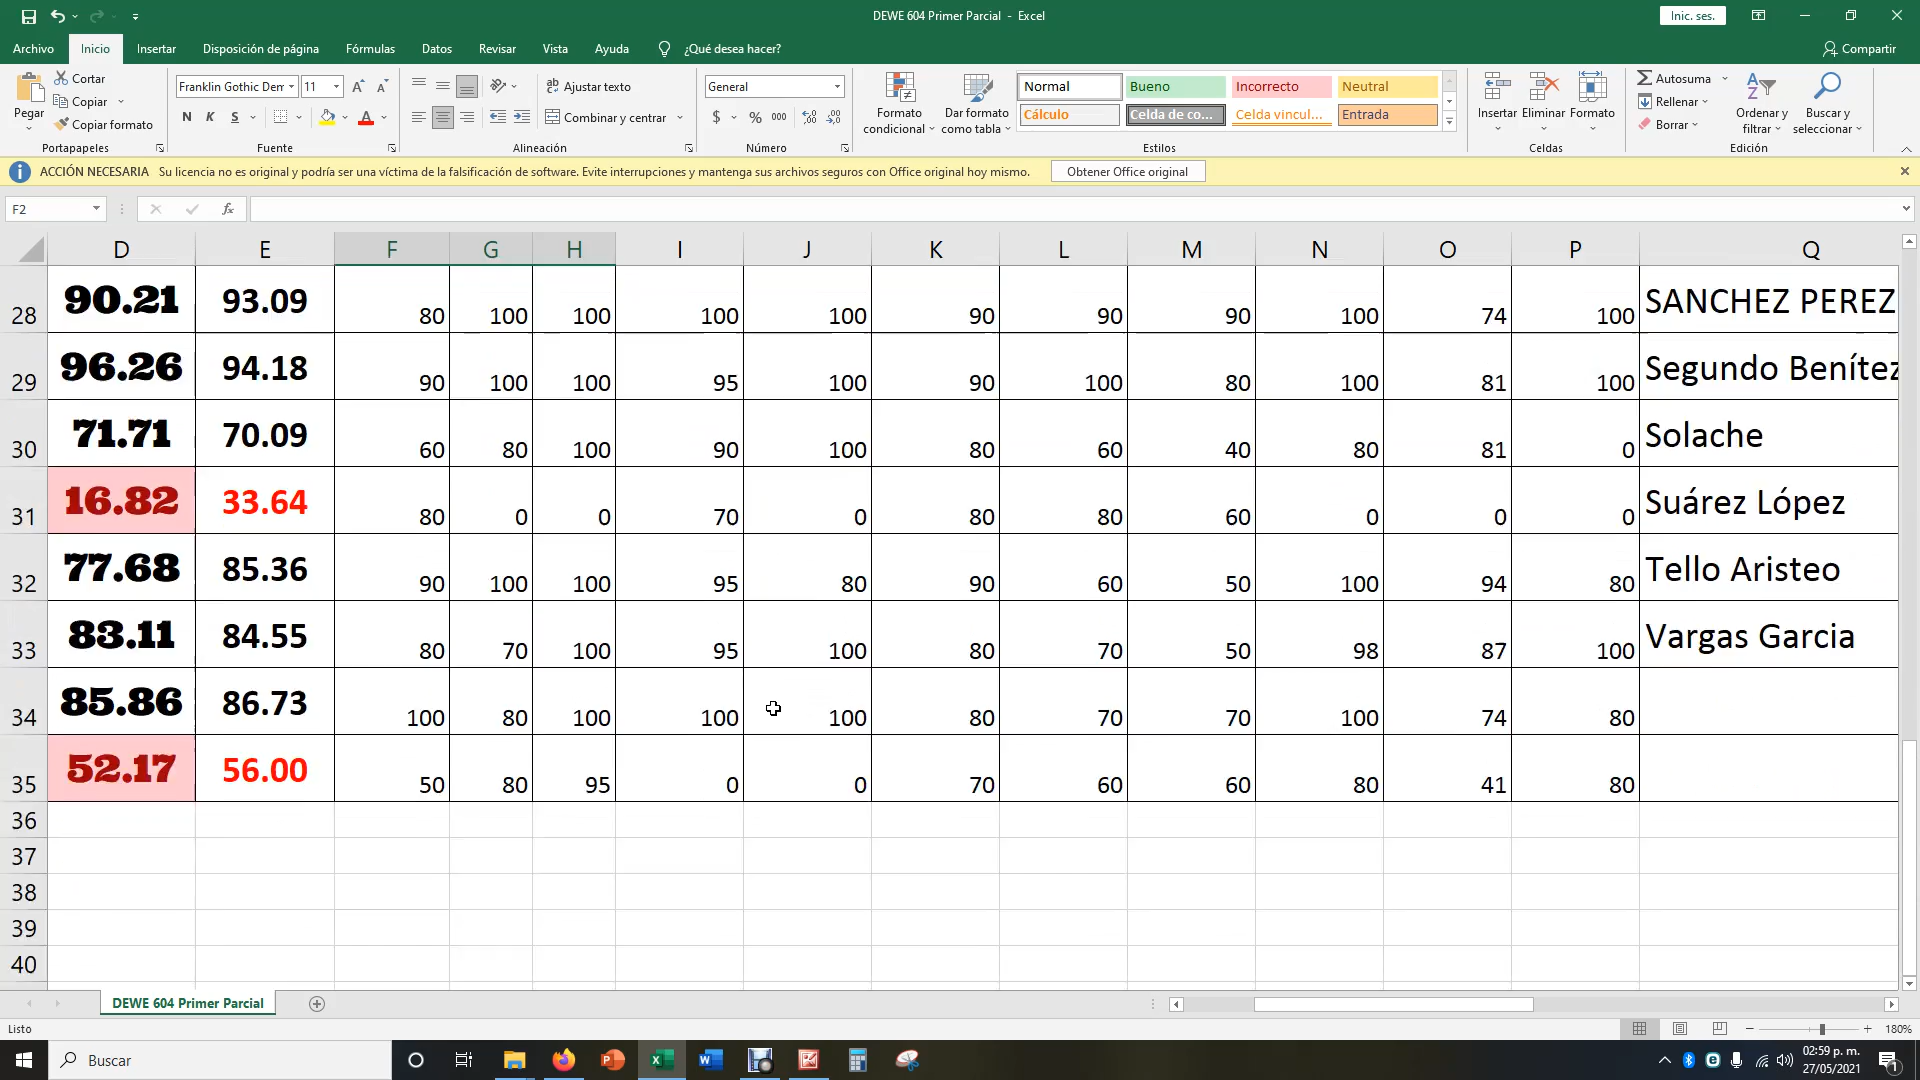 DEWE 604 Primer Parcial - Excel
Inic. ses.
Archivo Inicio Insertar Disposición de página Fórmulas Datos Revisar Vista Ayuda ¿Qué desea hacer? Compartir
Pegar
Cortar
Copiar
Copiar formato
Portapapeles
Franklin Gothic Dem 11
N K S
Fuente
Ajustar texto
Combinar y centrar
Alineación
General
$ % 000
Número
Formato condicional
Dar formato como tabla
Normal Bueno Incorrecto Neutral
Cálculo Celda de co... Celda vincul... Entrada
Estilos
Insertar Eliminar Formato
Celdas
Autosuma
Rellenar
Borrar
Ordenar y filtrar
Buscar y seleccionar
Edición
ACCIÓN NECESARIA Su licencia no es original y podría ser una víctima de la falsificación de software. Evite interrupciones y mantenga sus archivos seguros con Office original hoy mismo. Obtener Office original
F2 fx
D E F G H I J K L M N O P Q
28 90.21 93.09 80 100 100 100 100 90 90 90 100 74 100 SANCHEZ PEREZ
29 96.26 94.18 90 100 100 95 100 90 100 80 100 81 100 Segundo Benítez
30 71.71 70.09 60 80 100 90 100 80 60 40 80 81 0 Solache
31 16.82 33.64 80 0 0 70 0 80 80 60 0 0 0 Suárez López
32 77.68 85.36 90 100 100 95 80 90 60 50 100 94 80 Tello Aristeo
33 83.11 84.55 80 70 100 95 100 80 70 50 98 87 100 Vargas Garcia
34 85.86 86.73 100 80 100 100 100 80 70 70 100 74 80
35 52.17 56.00 50 80 95 0 0 70 60 60 80 41 80
36
37
38
39
40
DEWE 604 Primer Parcial
Listo
180%
Buscar
02:59 p. m.
27/05/2021